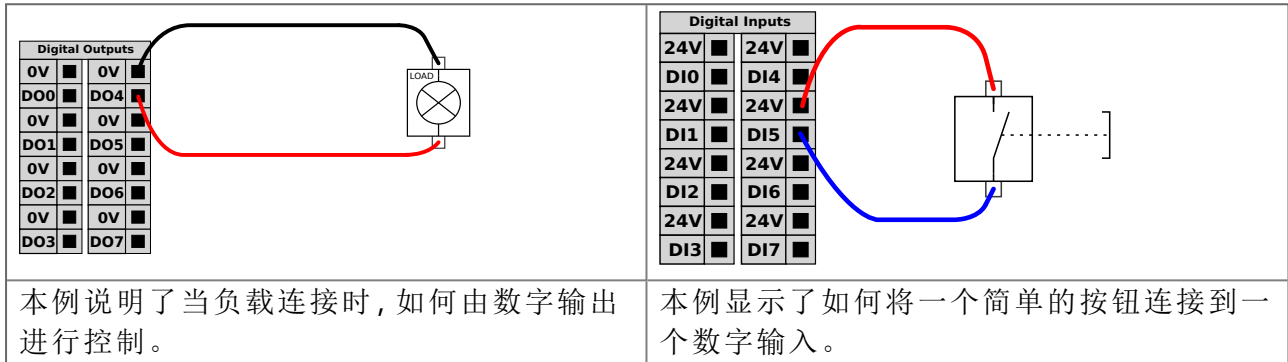 Digital Outputs
0V 0V
DO0 DO4
0V 0V
DO1 DO5
0V 0V
DO2 DO6
0V 0V
DO3 DO7
LOAD
本例说明了当负载连接时,如何由数字输出
进行控制。
Digital Inputs
24V 24V
DI0 DI4
24V 24V
DI1 DI5
24V 24V
DI2 DI6
24V 24V
DI3 DI7
本例显示了如何将一个简单的按钮连接到一
个数字输入。